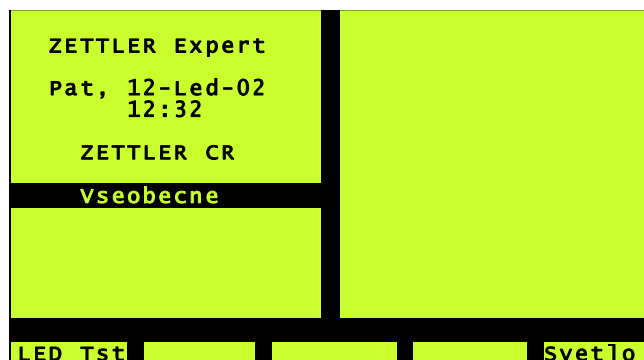 ZETTLER Expert
Pat, 12-Led-02
12:32
ZETTLER CR
Vseobecne
LED Tst
Svetlo